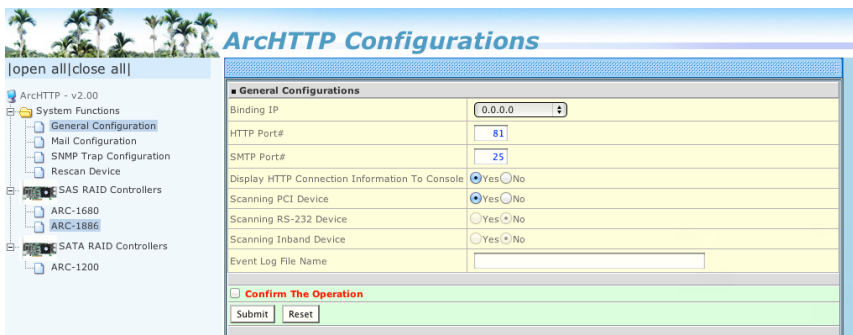 ArcHTTP Configurations
|open all|close all|
ArcHTTP - v2.00
System Functions
General Configuration
Mail Configuration
SNMP Trap Configuration
Rescan Device
SAS RAID Controllers
ARC-1680
ARC-1886
SATA RAID Controllers
ARC-1200
General Configurations
Binding IP 0.0.0.0
HTTP Port# 81
SMTP Port# 25
Display HTTP Connection Information To Console Yes No
Scanning PCI Device Yes No
Scanning RS-232 Device Yes No
Scanning Inband Device Yes No
Event Log File Name
Confirm The Operation
Submit Reset